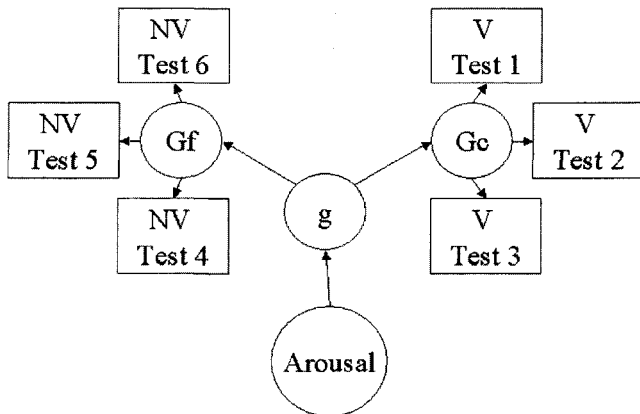 NV
Test 6
V
Test 1
NV
Test 5
Gf
Gc
V
Test 2
g
NV
Test 4
V
Test 3
Arousal